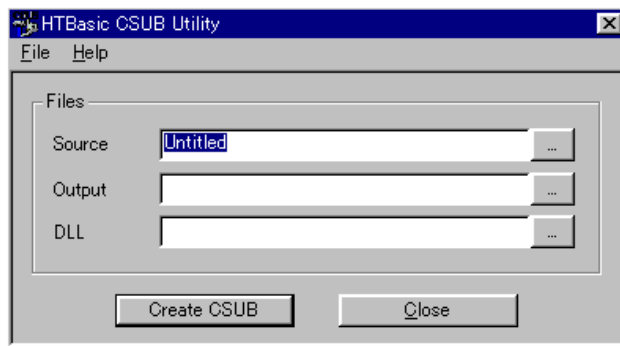 HTBasic CSUB Utility
File Help
Files
Source Untitled ...
Output ...
DLL ...
Create CSUB Close